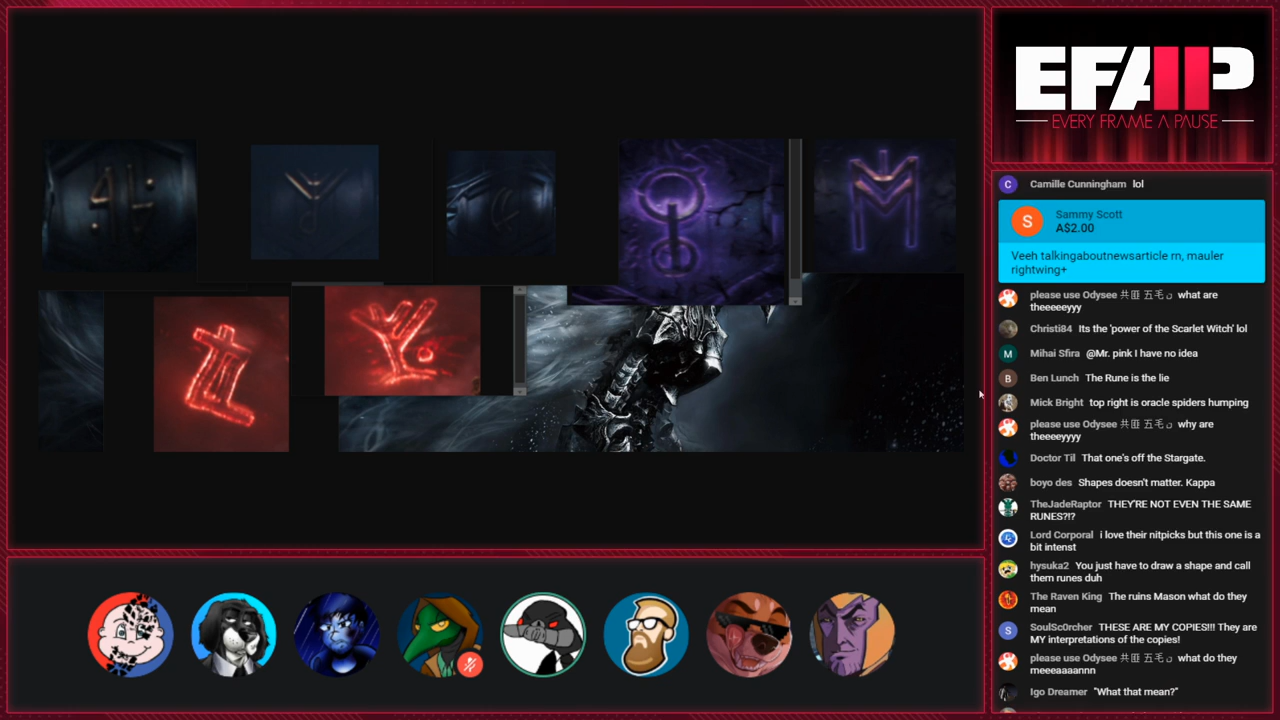 EFAP
EVERY FRAME A PAUSE
C
Camille Cunningham lol
S
Sammy Scott
A$2.00
Veeh talkingaboutnewsarticle rn, mauler
rightwing+
please use Odysee 共匪 五毛 what are
theeeeeyyy
Christi84 Its the 'power of the Scarlet Witch' lol
M
Mihai Sfira @Mr. pink I have no idea
B
Ben Lunch The Rune is the lie
Mick Bright top right is oracle spiders humping
please use Odysee 共匪 五毛 why are
theeeeyyyy
Doctor Til That one's off the Stargate.
boyo des Shapes doesn't matter. Kappa
TheJadeRaptor THEY'RE NOT EVEN THE SAME
RUNES?!?
Lord Corporal i love their nitpicks but this one is a
bit intenst
hysuka2 You just have to draw a shape and call
them runes duh
The Raven King The ruins Mason what do they
mean
S
SoulSc0rcher THESE ARE MY COPIES!!! They are
MY interpretations of the copies!
please use Odysee 共匪 五毛 what do they
meeeaaaannn
Igo Dreamer "What that mean?"